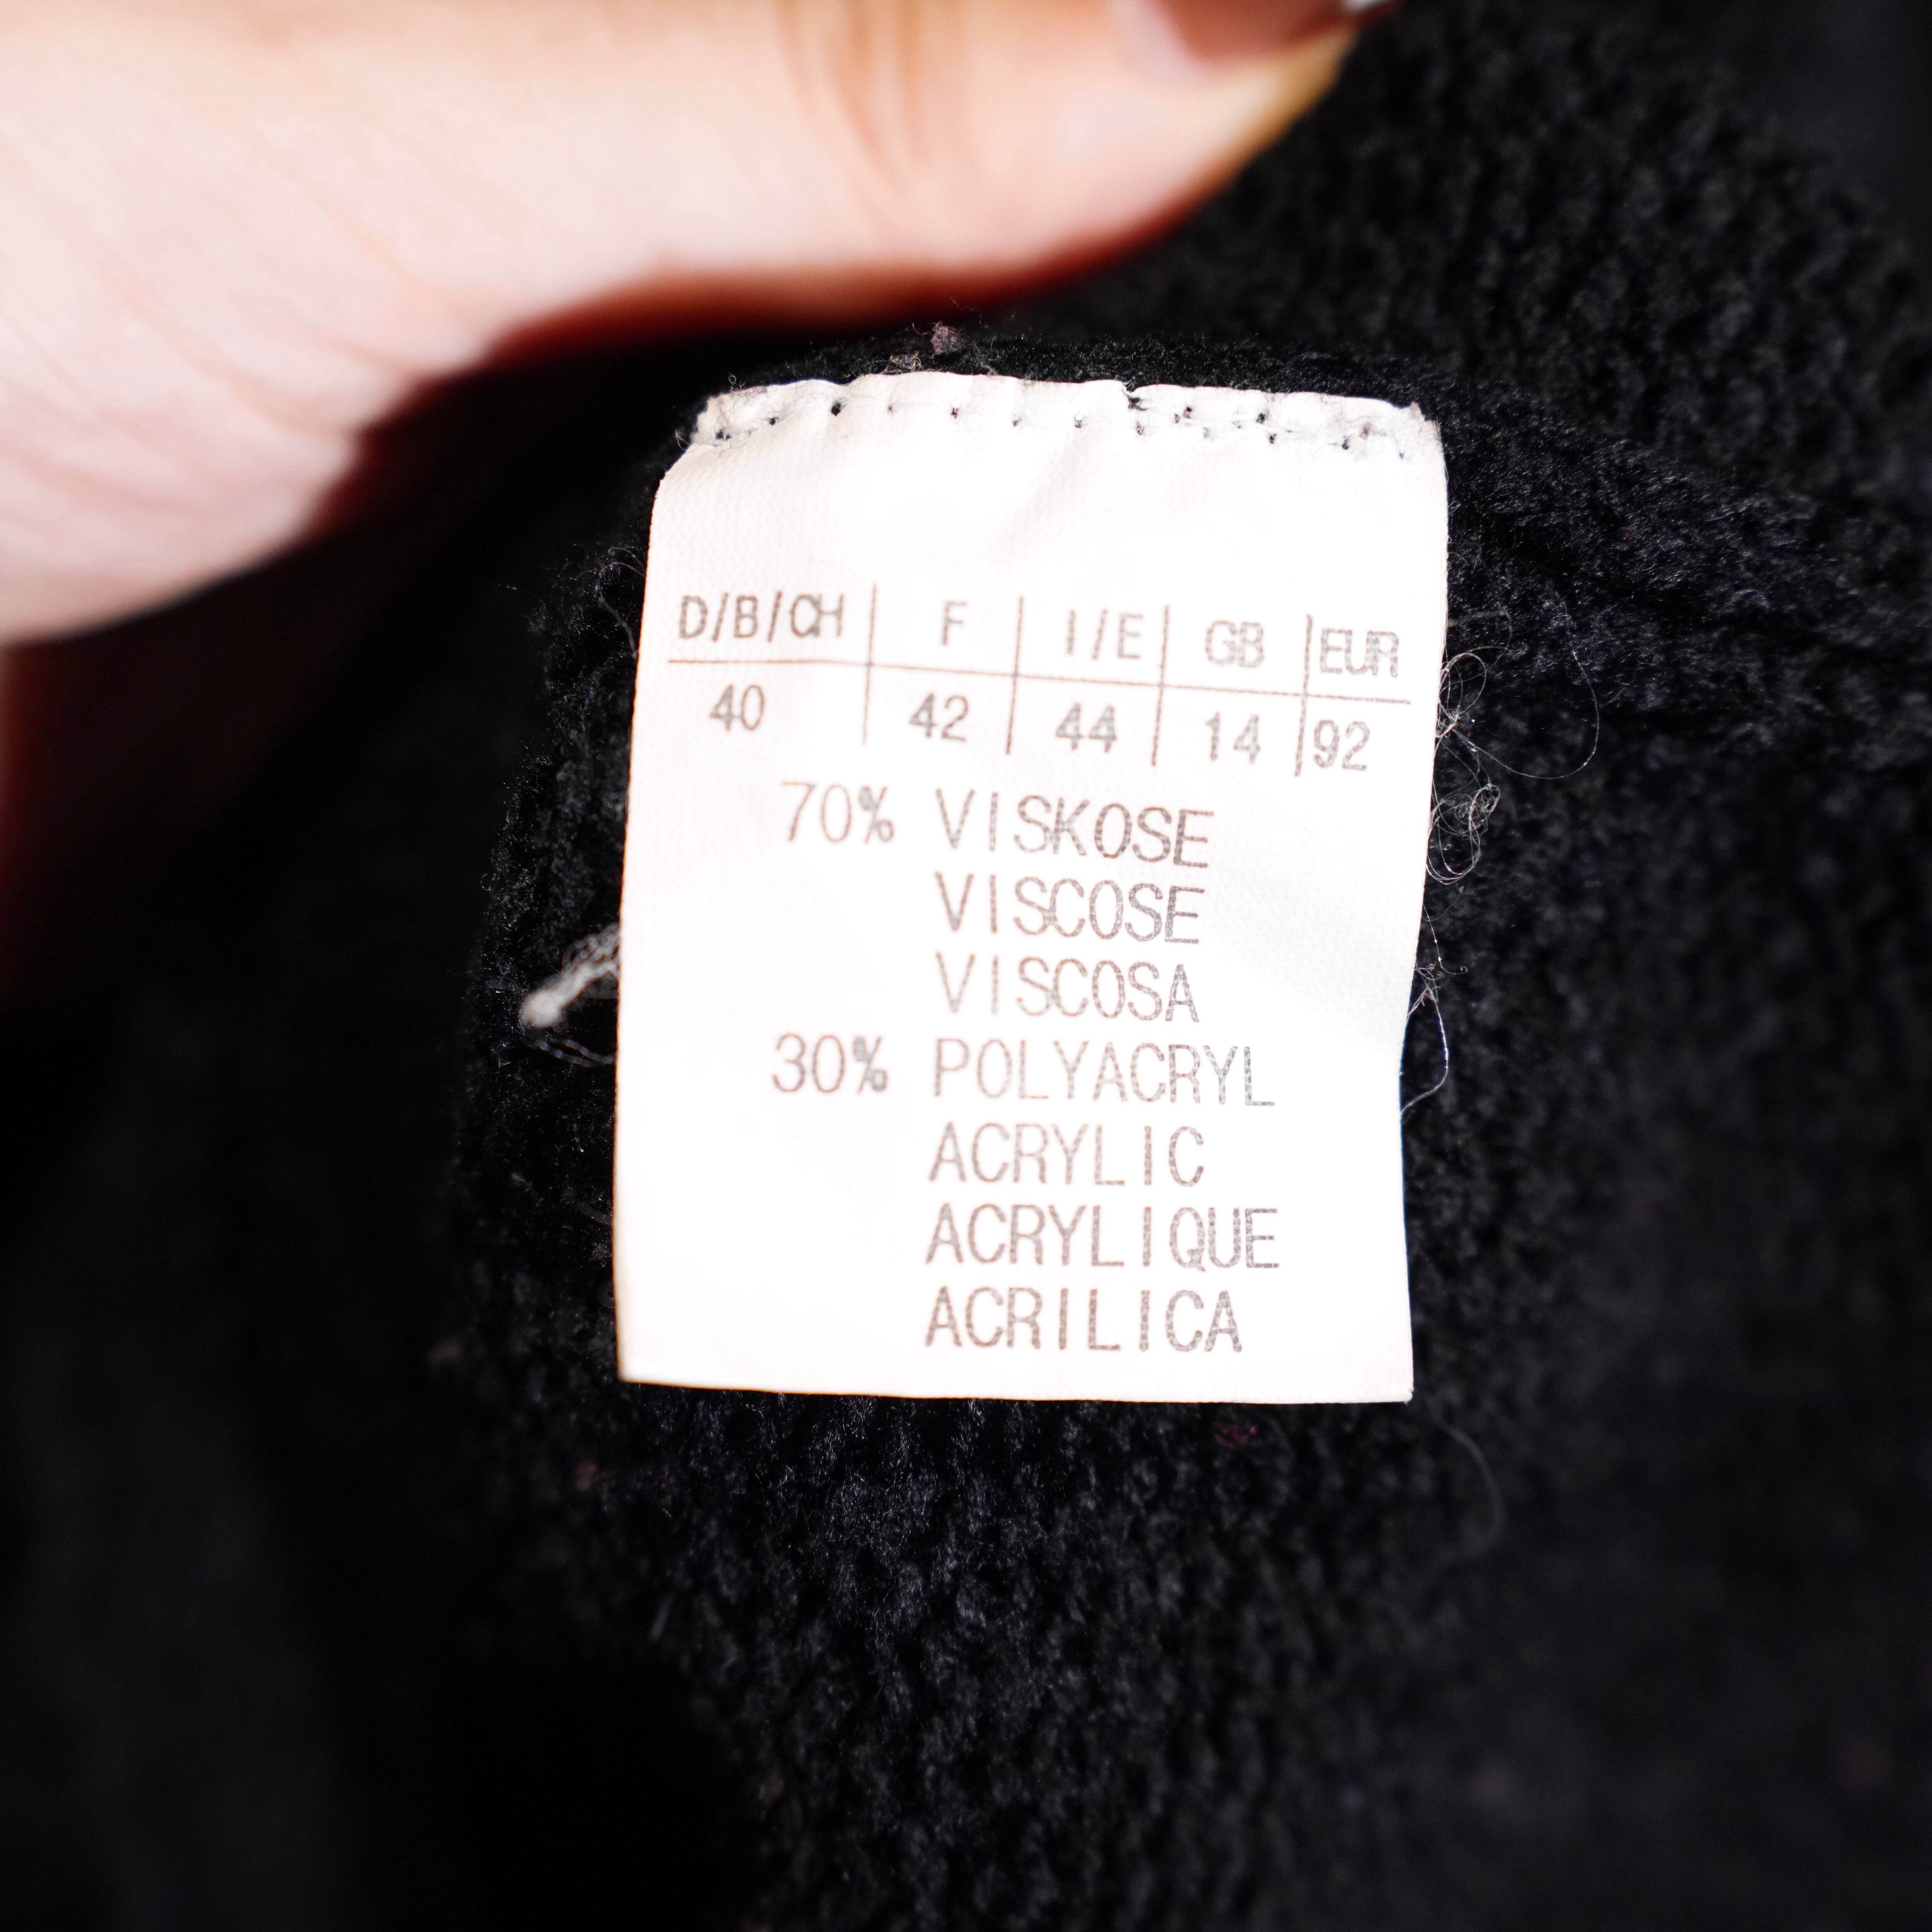 D/B/CH F I/E GB EUR
40 42 44 14 92
70% VISKOSE
VISCOSE
VISCOSA
30% POLYACRYL
ACRYLIC
ACRYLIQUE
ACRILICA